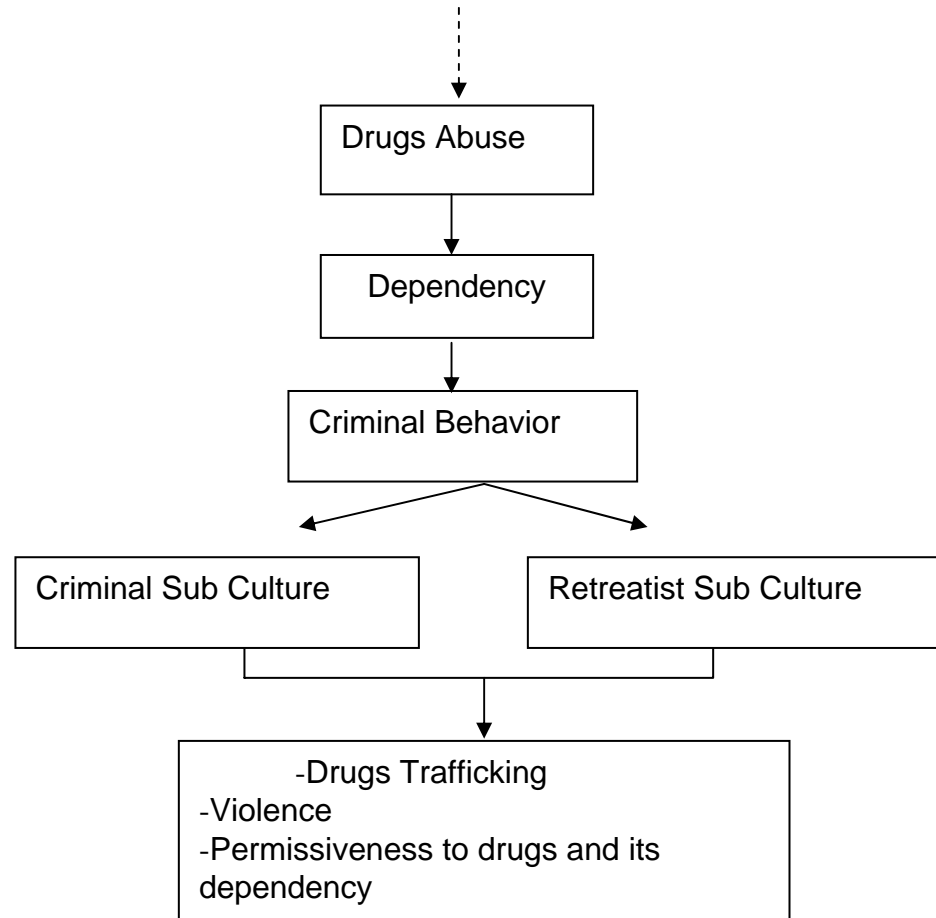 Drugs Abuse
Dependency
Criminal Behavior
Criminal Sub Culture
Retreatist Sub Culture
-Drugs Trafficking
-Violence
-Permissiveness to drugs and its
dependency